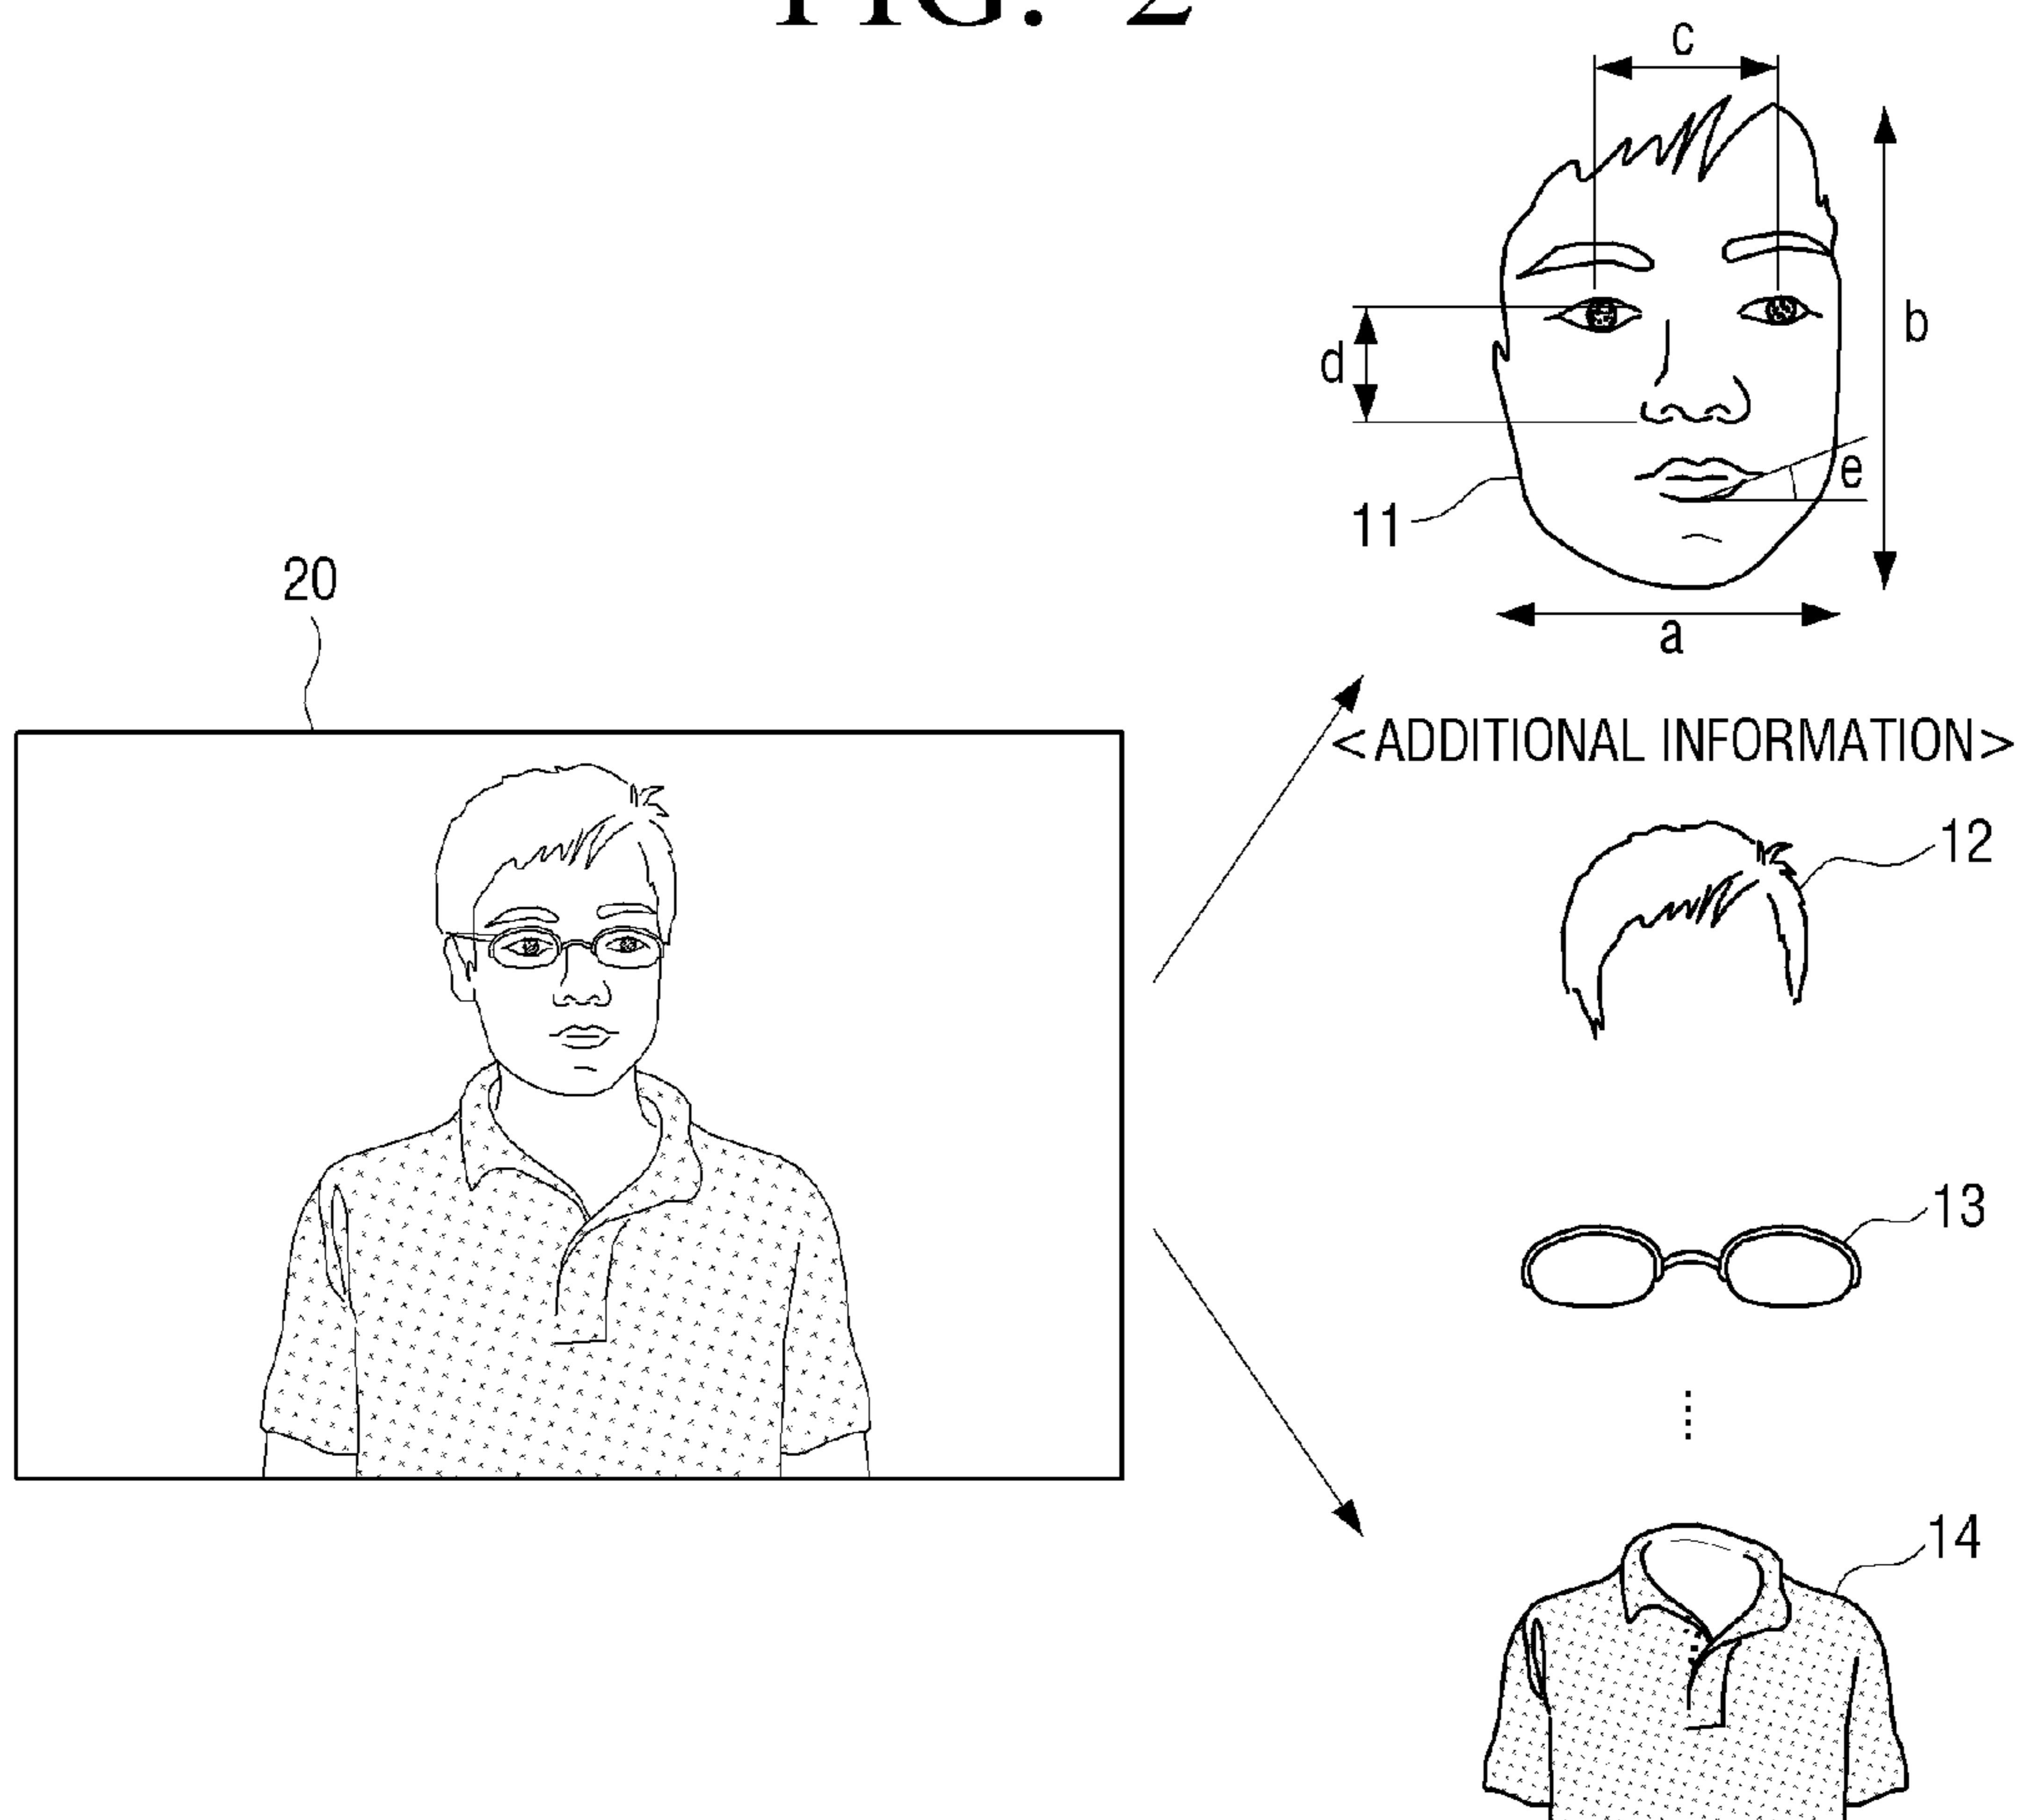 FIG. 2
c
b
d
e
11
a
20
<ADDITIONAL INFORMATION>
12
13
14